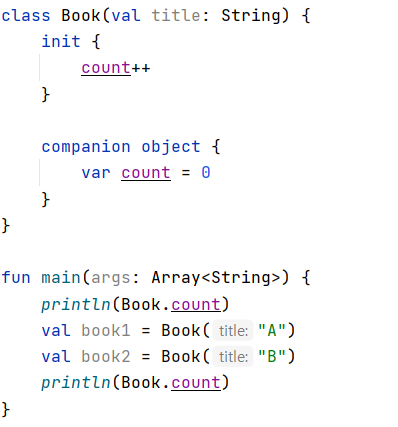 class Book(val title: String) {
    init {
        count++
    }

    companion object {
        var count = 0
    }
}

fun main(args: Array<String>) {
    println(Book.count)
    val book1 = Book( title: "A")
    val book2 = Book( title: "B")
    println(Book.count)
}